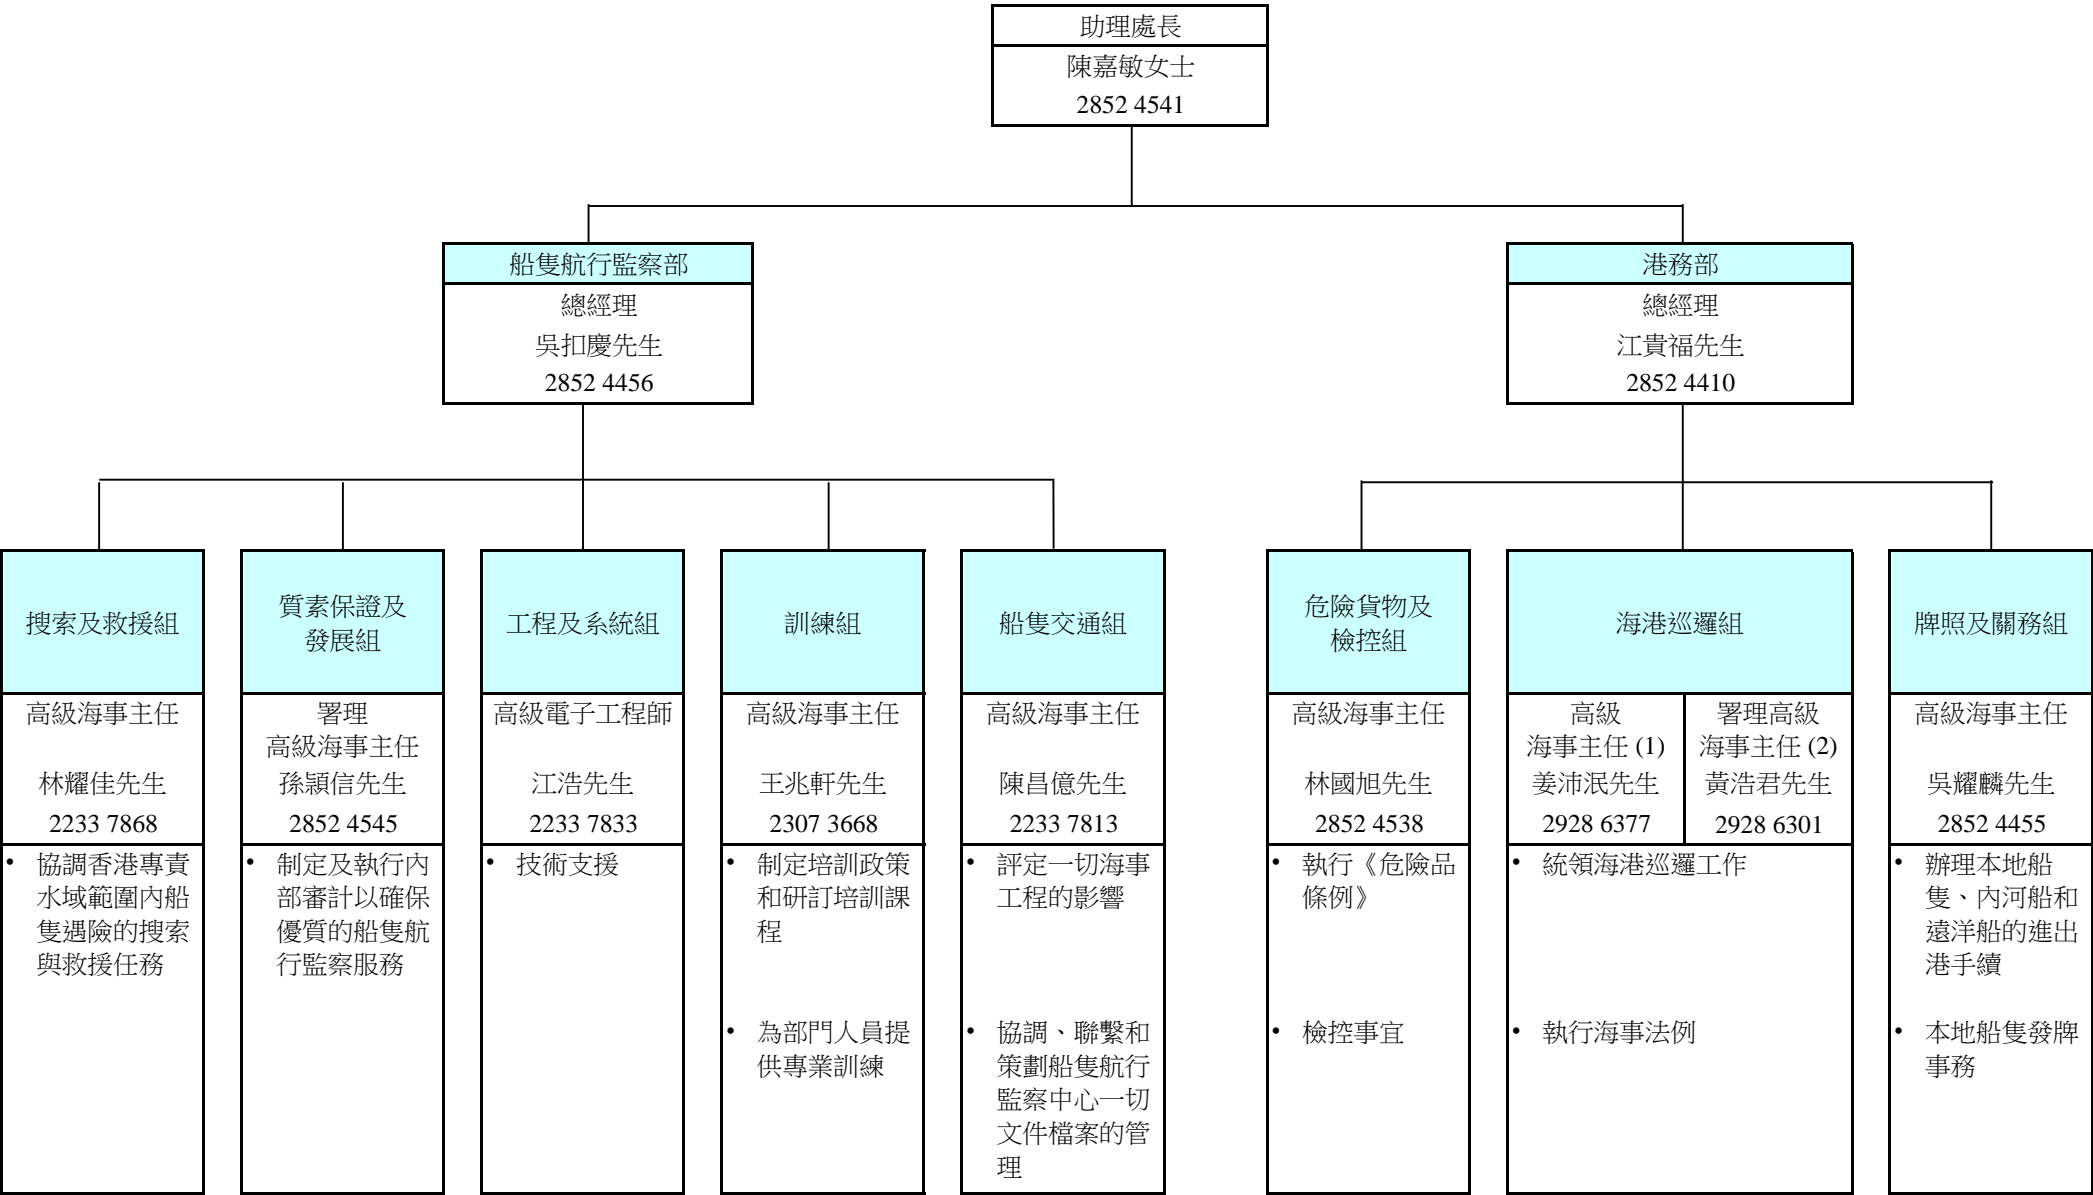 助理處長
陳嘉敏女士
2852 4541
船隻航行監察部
總經理
吳扣慶先生
2852 4456
港務部
總經理
江貴福先生
2852 4410
搜索及救援組
高級海事主任
林耀佳先生
2233 7868
• 協調香港專責
水域範圍內船
隻遇險的搜索
與救援任務
質素保證及
發展組
署理
高級海事主任
孫頴信先生
2852 4545
• 制定及執行內
部審計以確保
優質的船隻航
行監察服務
工程及系統組
高級電子工程師
江浩先生
2233 7833
• 技術支援
訓練組
高級海事主任
王兆軒先生
2307 3668
• 制定培訓政策
和研訂培訓課
程
• 為部門人員提
供專業訓練
船隻交通組
高級海事主任
陳昌億先生
2233 7813
• 評定一切海事
工程的影響
• 協調、聯繫和
策劃船隻航行
監察中心一切
文件檔案的管
理
危險貨物及
檢控組
高級海事主任
林國旭先生
2852 4538
• 執行《危險品
條例》
• 檢控事宜
海港巡邏組
高級
海事主任 (1)
姜沛泯先生
2928 6377
署理高級
海事主任 (2)
黃浩君先生
2928 6301
• 統領海港巡邏工作
• 執行海事法例
牌照及關務組
高級海事主任
吳耀麟先生
2852 4455
• 辦理本地船
隻、內河船和
遠洋船的進出
港手續
• 本地船隻發牌
事務